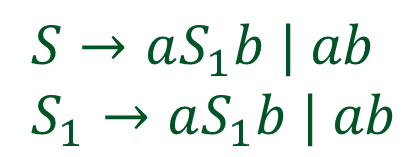 S → aS₁b | ab
S₁ → aS₁b | ab